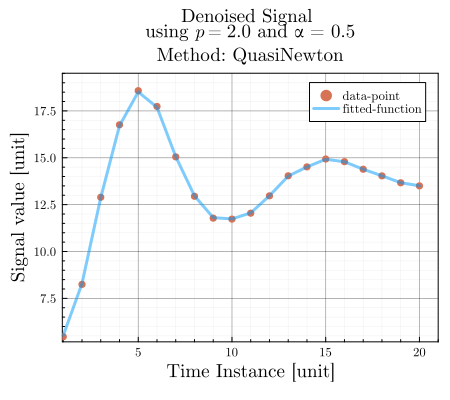 Denoised Signal
using p = 2.0 and α = 0.5
Method: QuasiNewton
data-point
fitted-function
17.5
15.0
12.5
10.0
7.5
Signal value [unit]
5 10 15 20
Time Instance [unit]